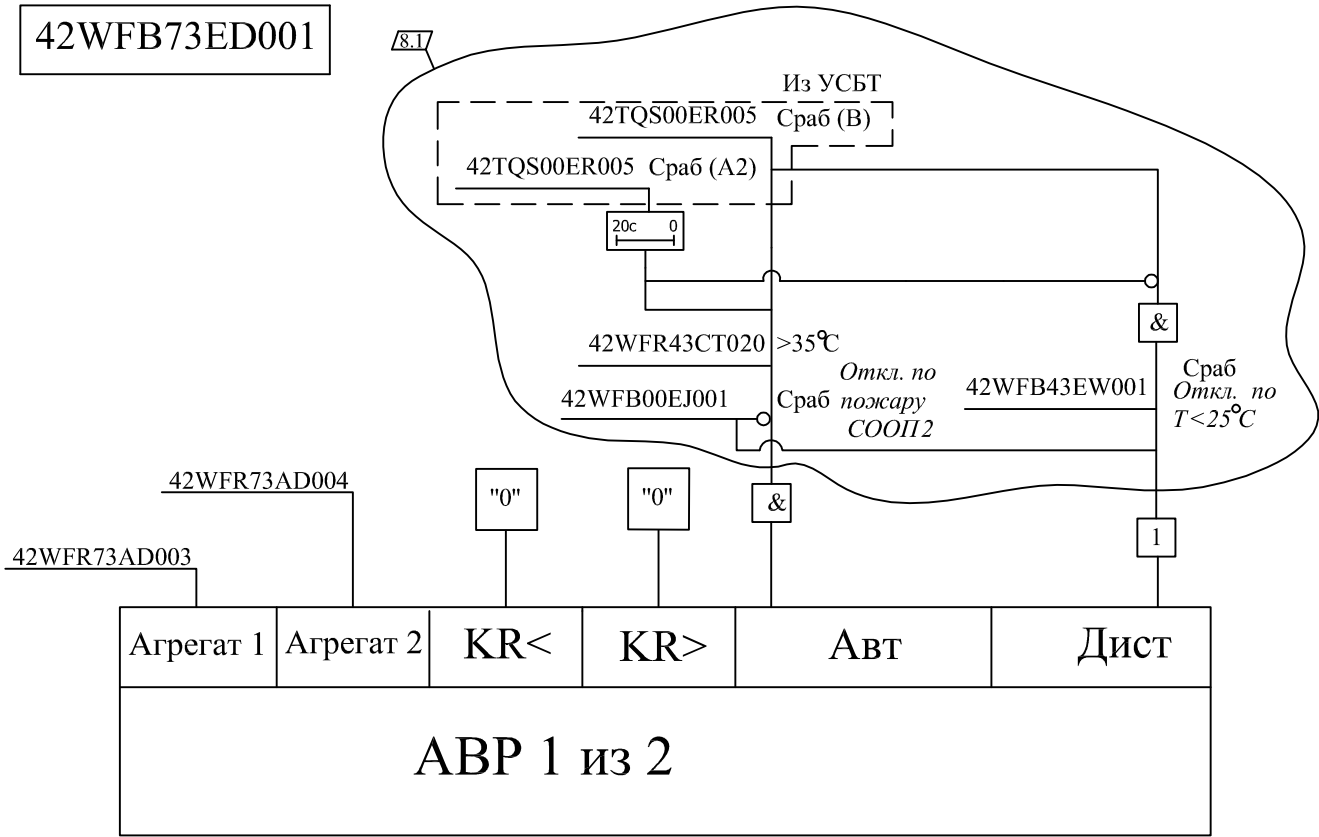 42WFB73ED001
8.1
Из УСБТ
42TQS00ER005 Сраб (В)
42TQS00ER005 Сраб (А2)
20с 0
&
42WFR43CT020 >35°С
42WFB00EJ001 Сраб
Откл. по
пожару
СООП2
42WFB43EW001
Сраб
Откл. по
Т<25°С
42WFR73AD004
"0"
"0"
&
1
42WFR73AD003
Агрегат 1
Агрегат 2
KR<
KR>
Авт
Дист
АВР 1 из 2